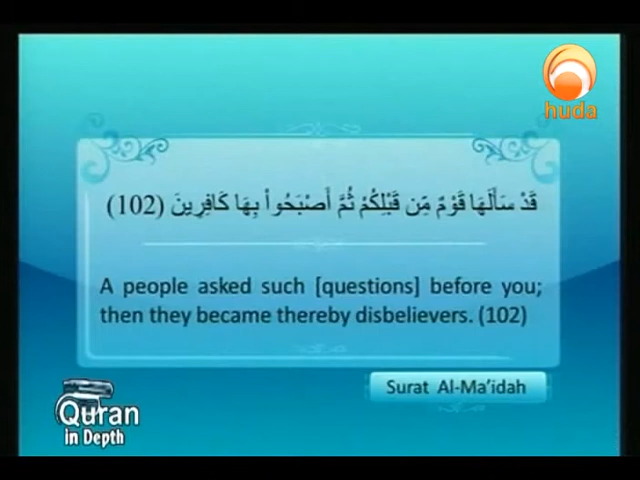 huda
قَدْ سَأَلَهَا قَوْمٌ مِّن قَبْلِكُمْ ثُمَّ أَصْبَحُواْ بِهَا كَافِرِينَ (102)
A people asked such [questions] before you;
then they became thereby disbelievers. (102)
Surat Al-Ma'idah
Quran
in Depth